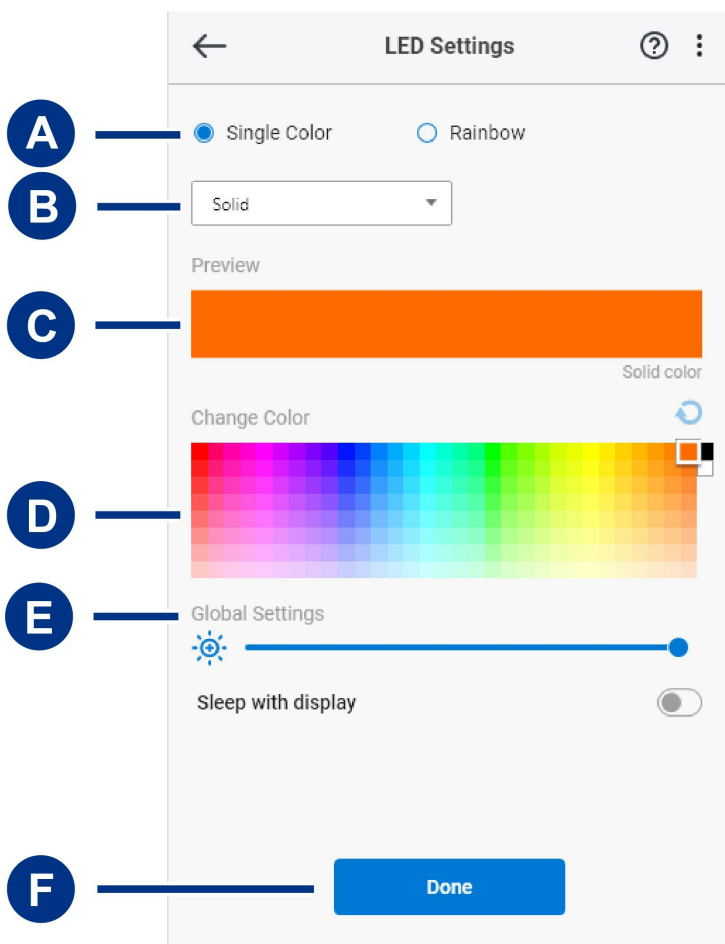 LED Settings
A
Single Color
Rainbow
B
Solid
Preview
C
Solid color
Change Color
D
E
Global Settings
Sleep with display
F
Done